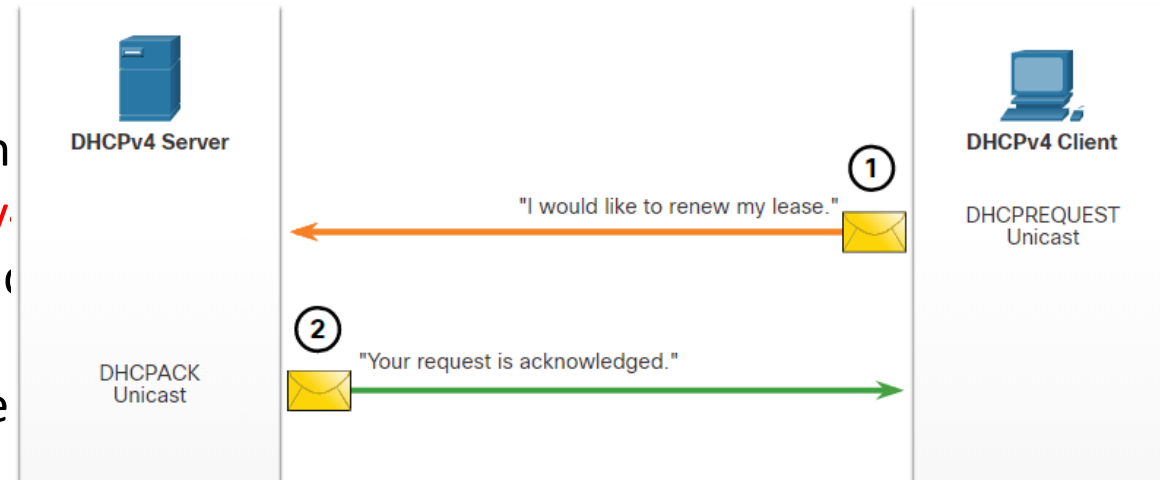 DHCPv4 Server
DHCPv4 Client
1
"I would like to renew my lease."
DHCPREQUEST
Unicast
2
"Your request is acknowledged."
DHCPACK
Unicast